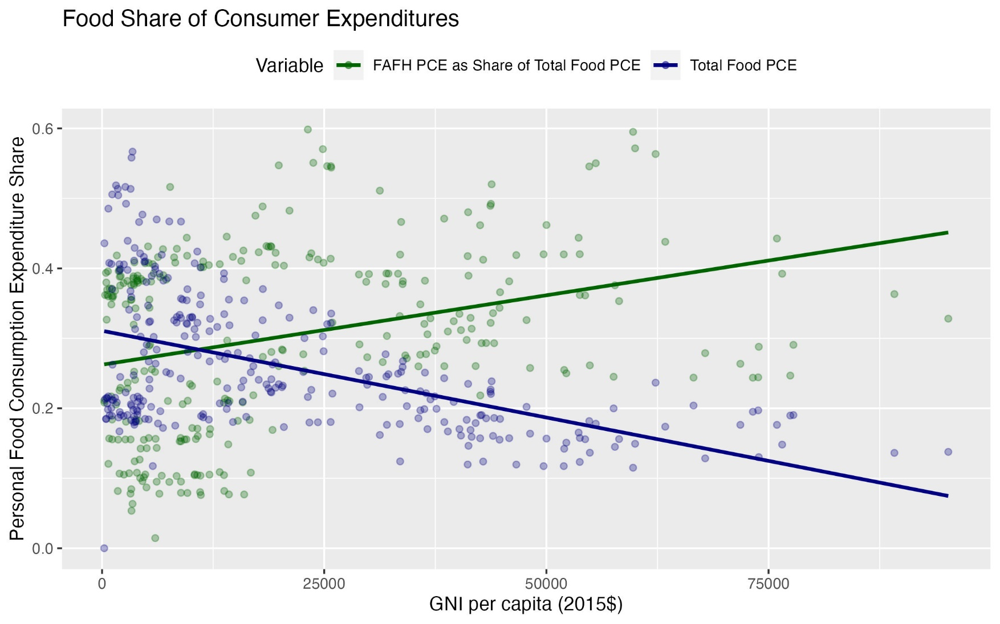 Food Share of Consumer Expenditures
Variable FAFH PCE as Share of Total Food PCE Total Food PCE
Personal Food Consumption Expenditure Share
0.6
0.4
0.2
0.0
0 25000 50000 75000
GNI per capita (2015$)